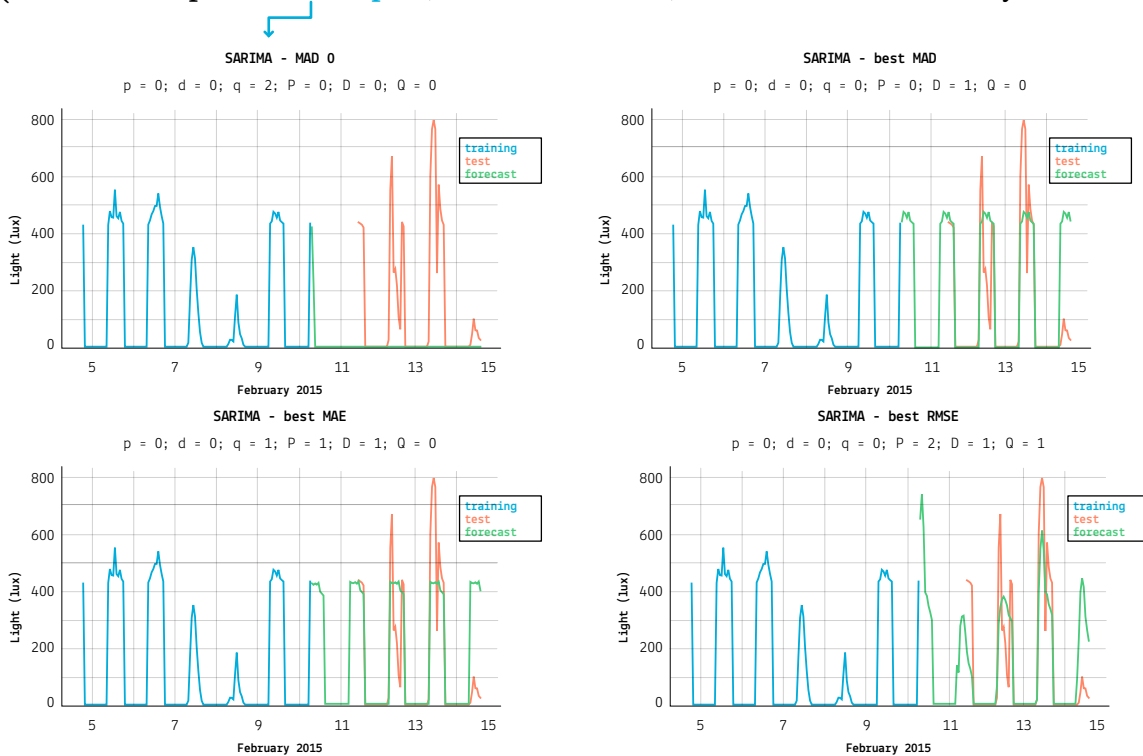 SARIMA - MAD 0
p = 0; d = 0; q = 2; P = 0; D = 0; Q = 0
800
600
400
200
0
Light (lux)
training
test
forecast
5 7 9 11 13 15
February 2015
SARIMA - best MAD
p = 0; d = 0; q = 0; P = 0; D = 1; Q = 0
800
600
400
200
0
Light (lux)
training
test
forecast
5 7 9 11 13 15
February 2015
SARIMA - best MAE
p = 0; d = 0; q = 1; P = 1; D = 1; Q = 0
800
600
400
200
0
Light (lux)
training
test
forecast
5 7 9 11 13 15
February 2015
SARIMA - best RMSE
p = 0; d = 0; q = 0; P = 2; D = 1; Q = 1
800
600
400
200
0
Light (lux)
training
test
forecast
5 7 9 11 13 15
February 2015